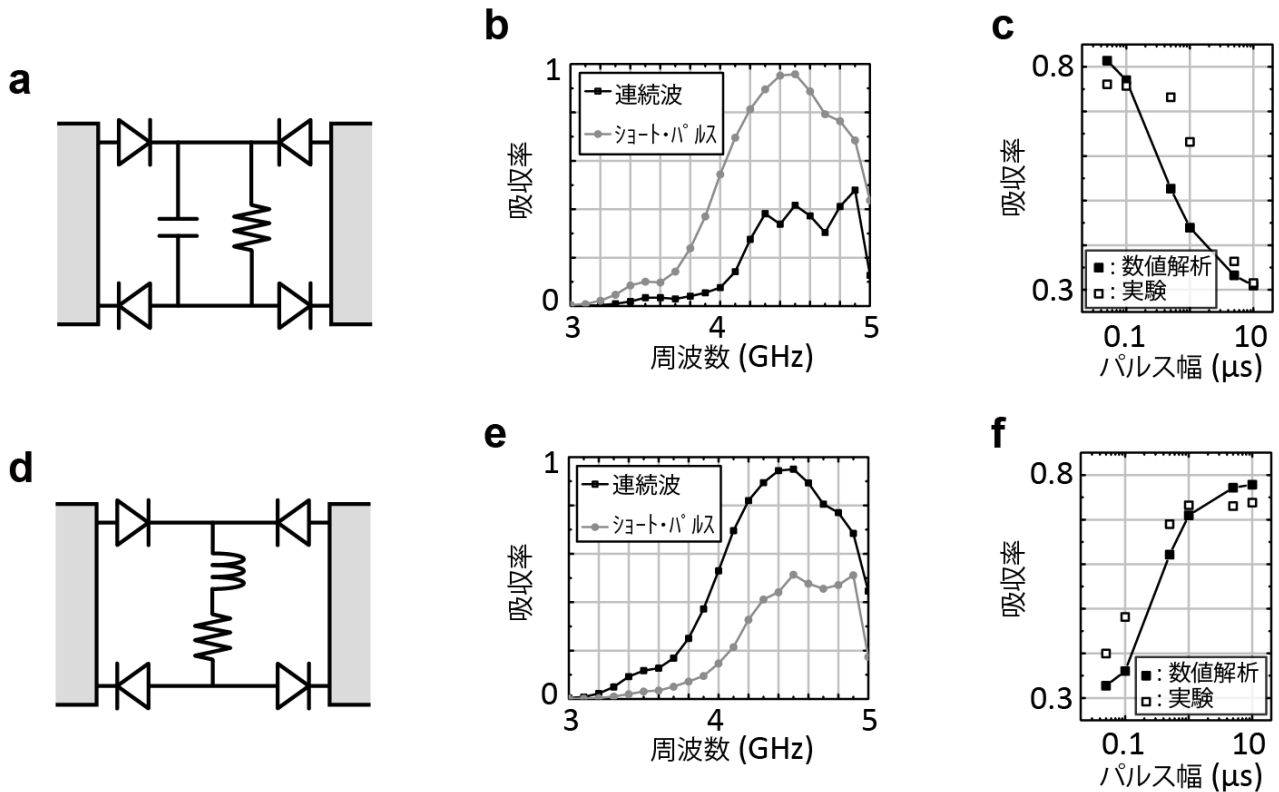 a
b
1
連続波
ｼｮｰﾄ・ﾊﾟﾙｽ
吸収率
0
3
4
5
周波数 (GHz)
c
0.8
吸収率
■ : 数値解析
□ : 実験
0.3
0.1
10
パルス幅 (μs)
d
e
1
連続波
ｼｮｰﾄ・ﾊﾟﾙｽ
吸収率
0
3
4
5
周波数 (GHz)
f
0.8
吸収率
■ : 数値解析
□ : 実験
0.3
0.1
10
パルス幅 (μs)